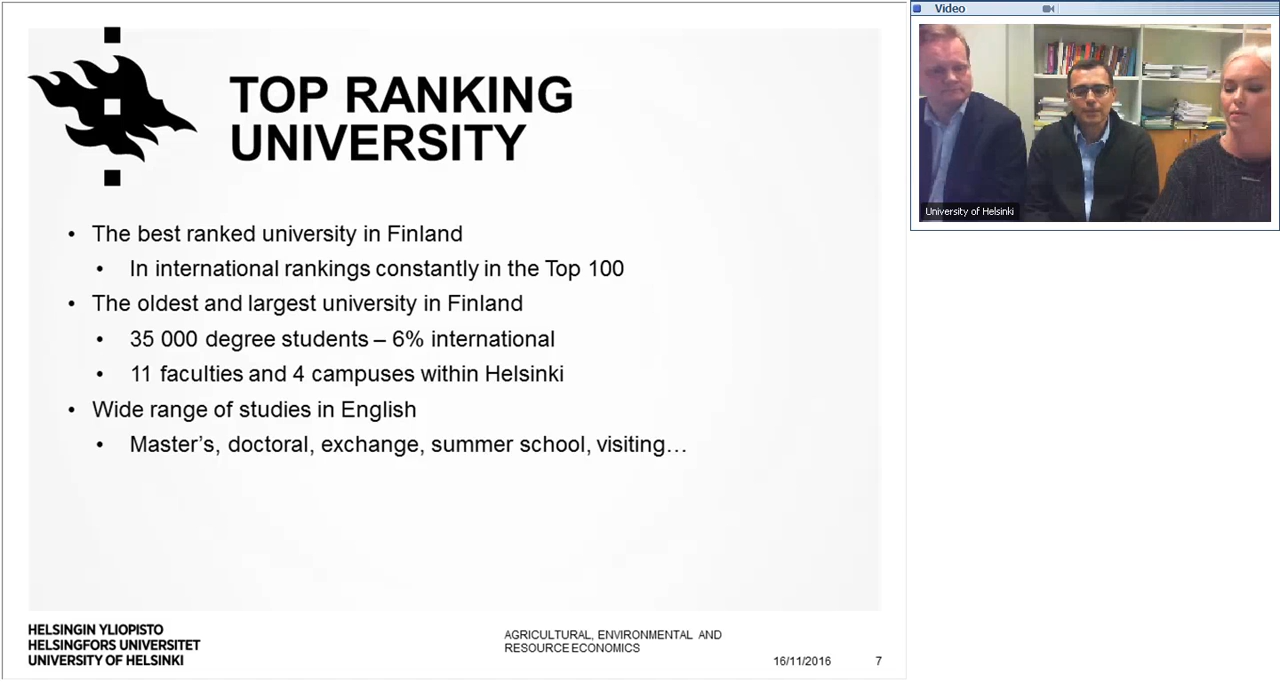 TOP RANKING
UNIVERSITY
• The best ranked university in Finland
• In international rankings constantly in the Top 100
• The oldest and largest university in Finland
• 35 000 degree students – 6% international
• 11 faculties and 4 campuses within Helsinki
• Wide range of studies in English
• Master's, doctoral, exchange, summer school, visiting…
HELSINGIN YLIOPISTO
HELSINGFORS UNIVERSITET
UNIVERSITY OF HELSINKI
AGRICULTURAL, ENVIRONMENTAL AND
RESOURCE ECONOMICS
16/11/2016
7
Video
University of Helsinki